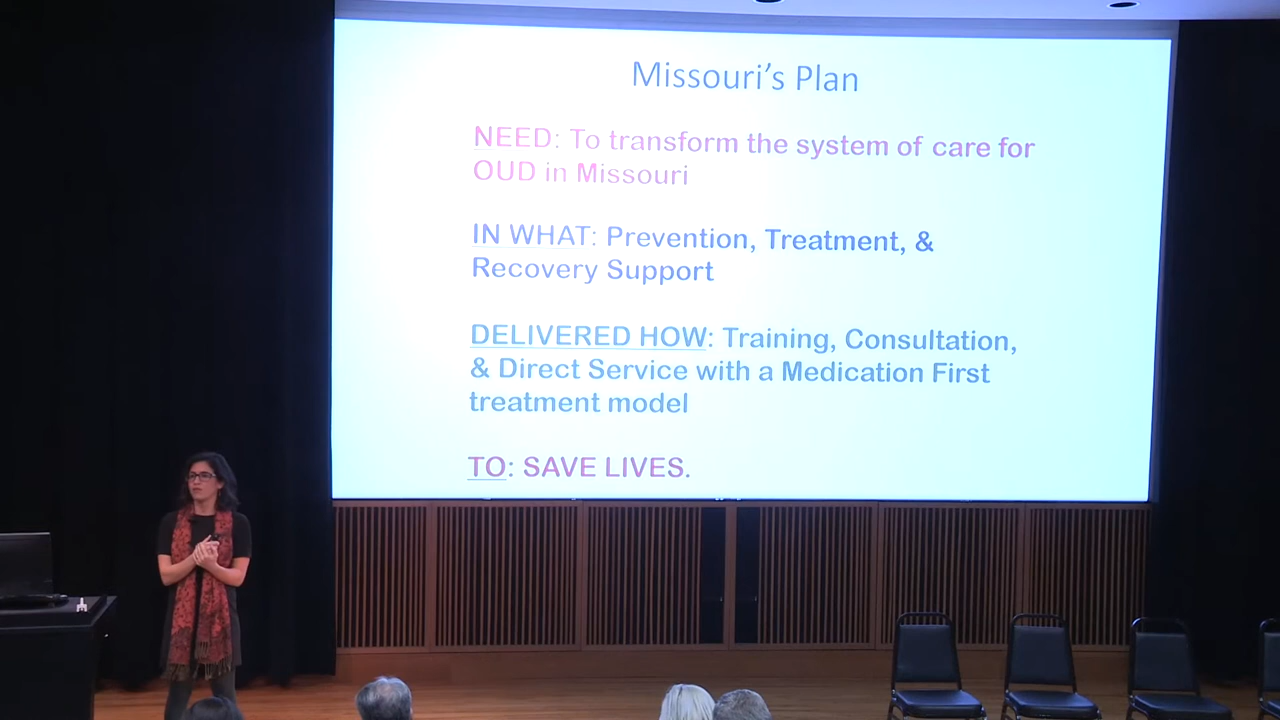 Missouri's Plan
NEED: To transform the system of care for
OUD in Missouri
IN WHAT: Prevention, Treatment, &
Recovery Support
DELIVERED HOW: Training, Consultation,
& Direct Service with a Medication First
treatment model
TO: SAVE LIVES.